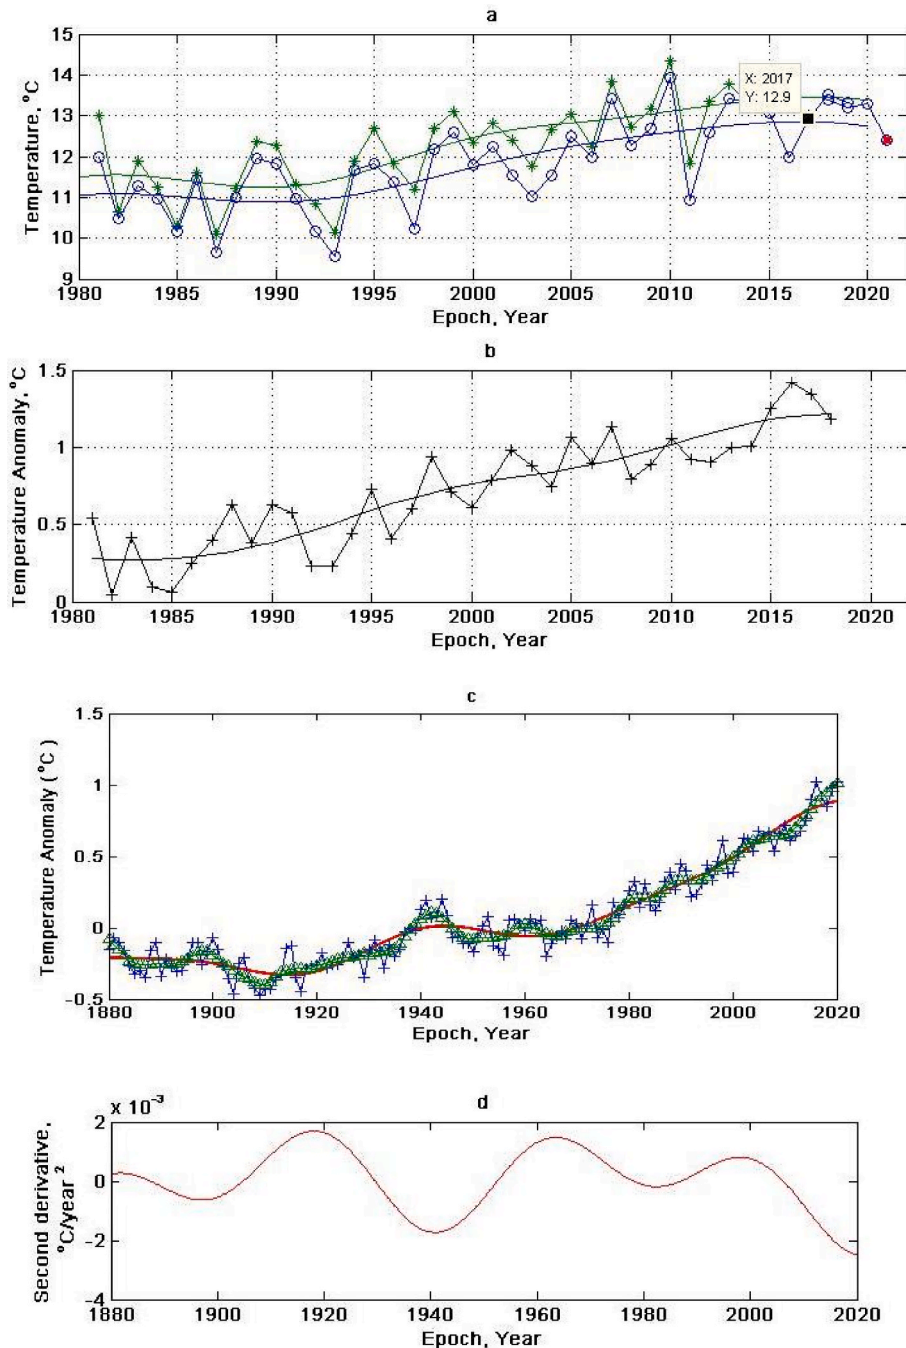 a
15
14
13
12
11
10
9
Temperature, °C
X: 2017
Y: 12.9
1980 1985 1990 1995 2000 2005 2010 2015 2020
Epoch, Year
b
1.5
1
0.5
0
Temperature Anomaly, °C
1980 1985 1990 1995 2000 2005 2010 2015 2020
Epoch, Year
c
1.5
1
0.5
0
-0.5
Temperature Anomaly (°C)
1880 1900 1920 1940 1960 1980 2000 2020
Epoch, Year
d
x 10⁻³
2
0
-2
-4
Second derivative,
°C/year ²
1880 1900 1920 1940 1960 1980 2000 2020
Epoch, Year